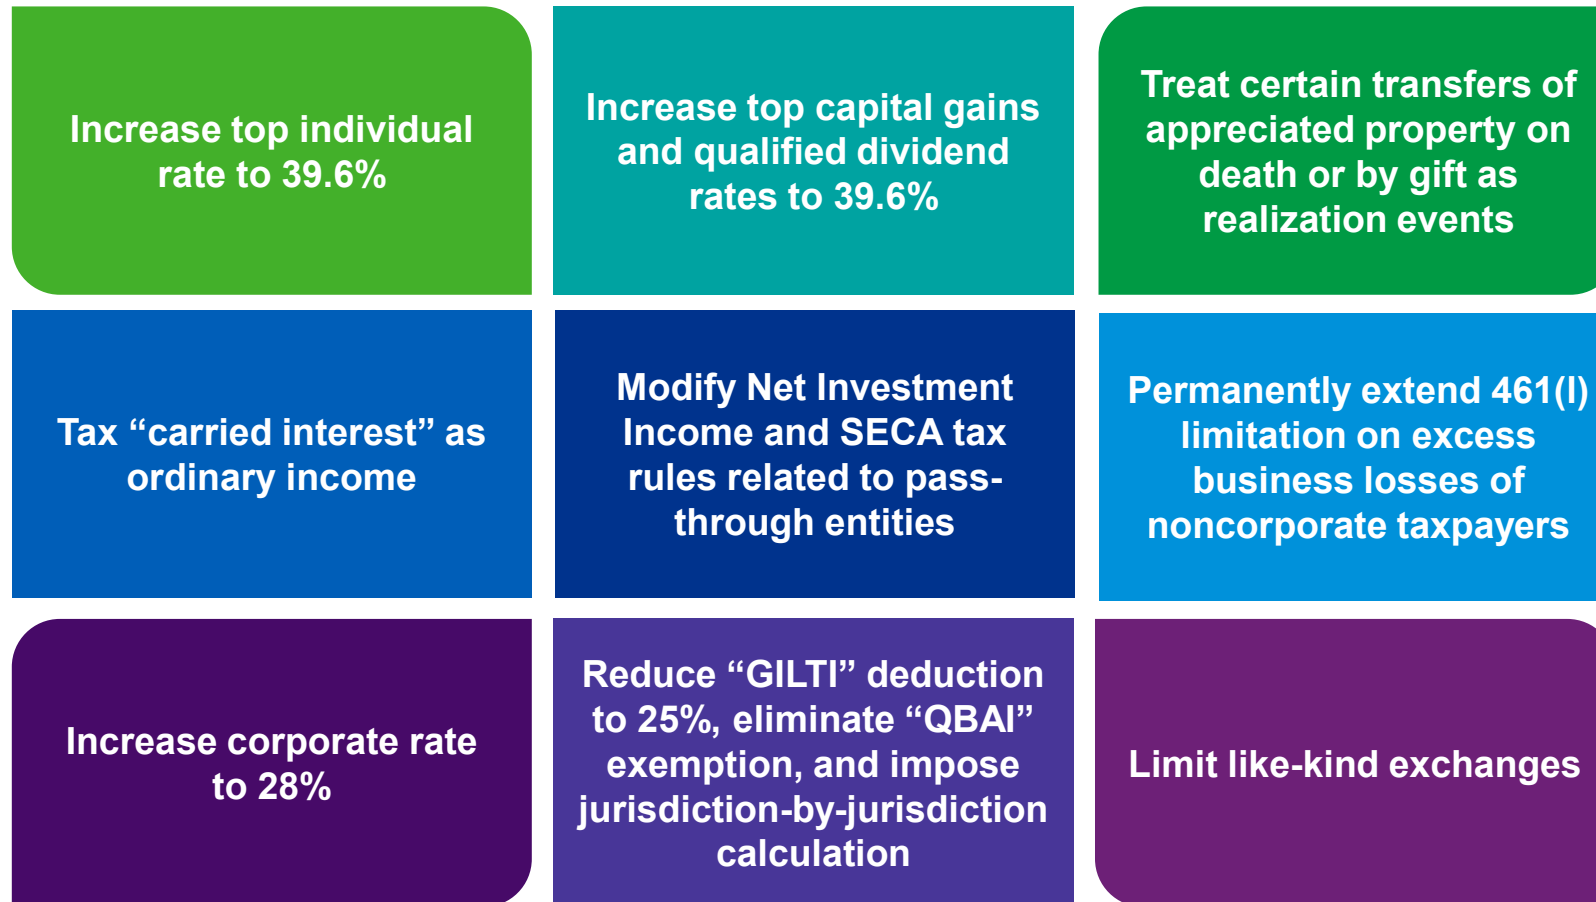 Increase top individual
rate to 39.6%
Increase top capital gains
and qualified dividend
rates to 39.6%
Treat certain transfers of
appreciated property on
death or by gift as
realization events
Tax “carried interest” as
ordinary income
Modify Net Investment
Income and SECA tax
rules related to pass-
through entities
Permanently extend 461(l)
limitation on excess
business losses of
noncorporate taxpayers
Increase corporate rate
to 28%
Reduce “GILTI” deduction
to 25%, eliminate “QBAI”
exemption, and impose
jurisdiction-by-jurisdiction
calculation
Limit like-kind exchanges